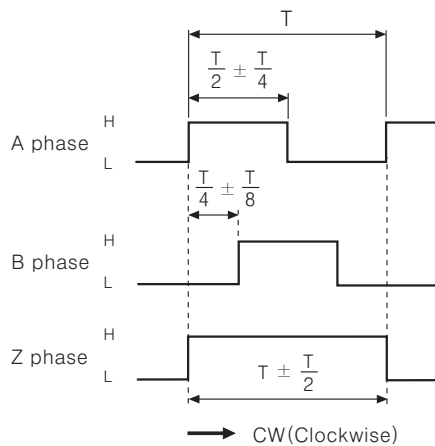 T
T/2 ± T/4
H
A phase
L
T/4 ± T/8
H
B phase
L
H
Z phase
L
T ± T/2
CW(Clockwise)